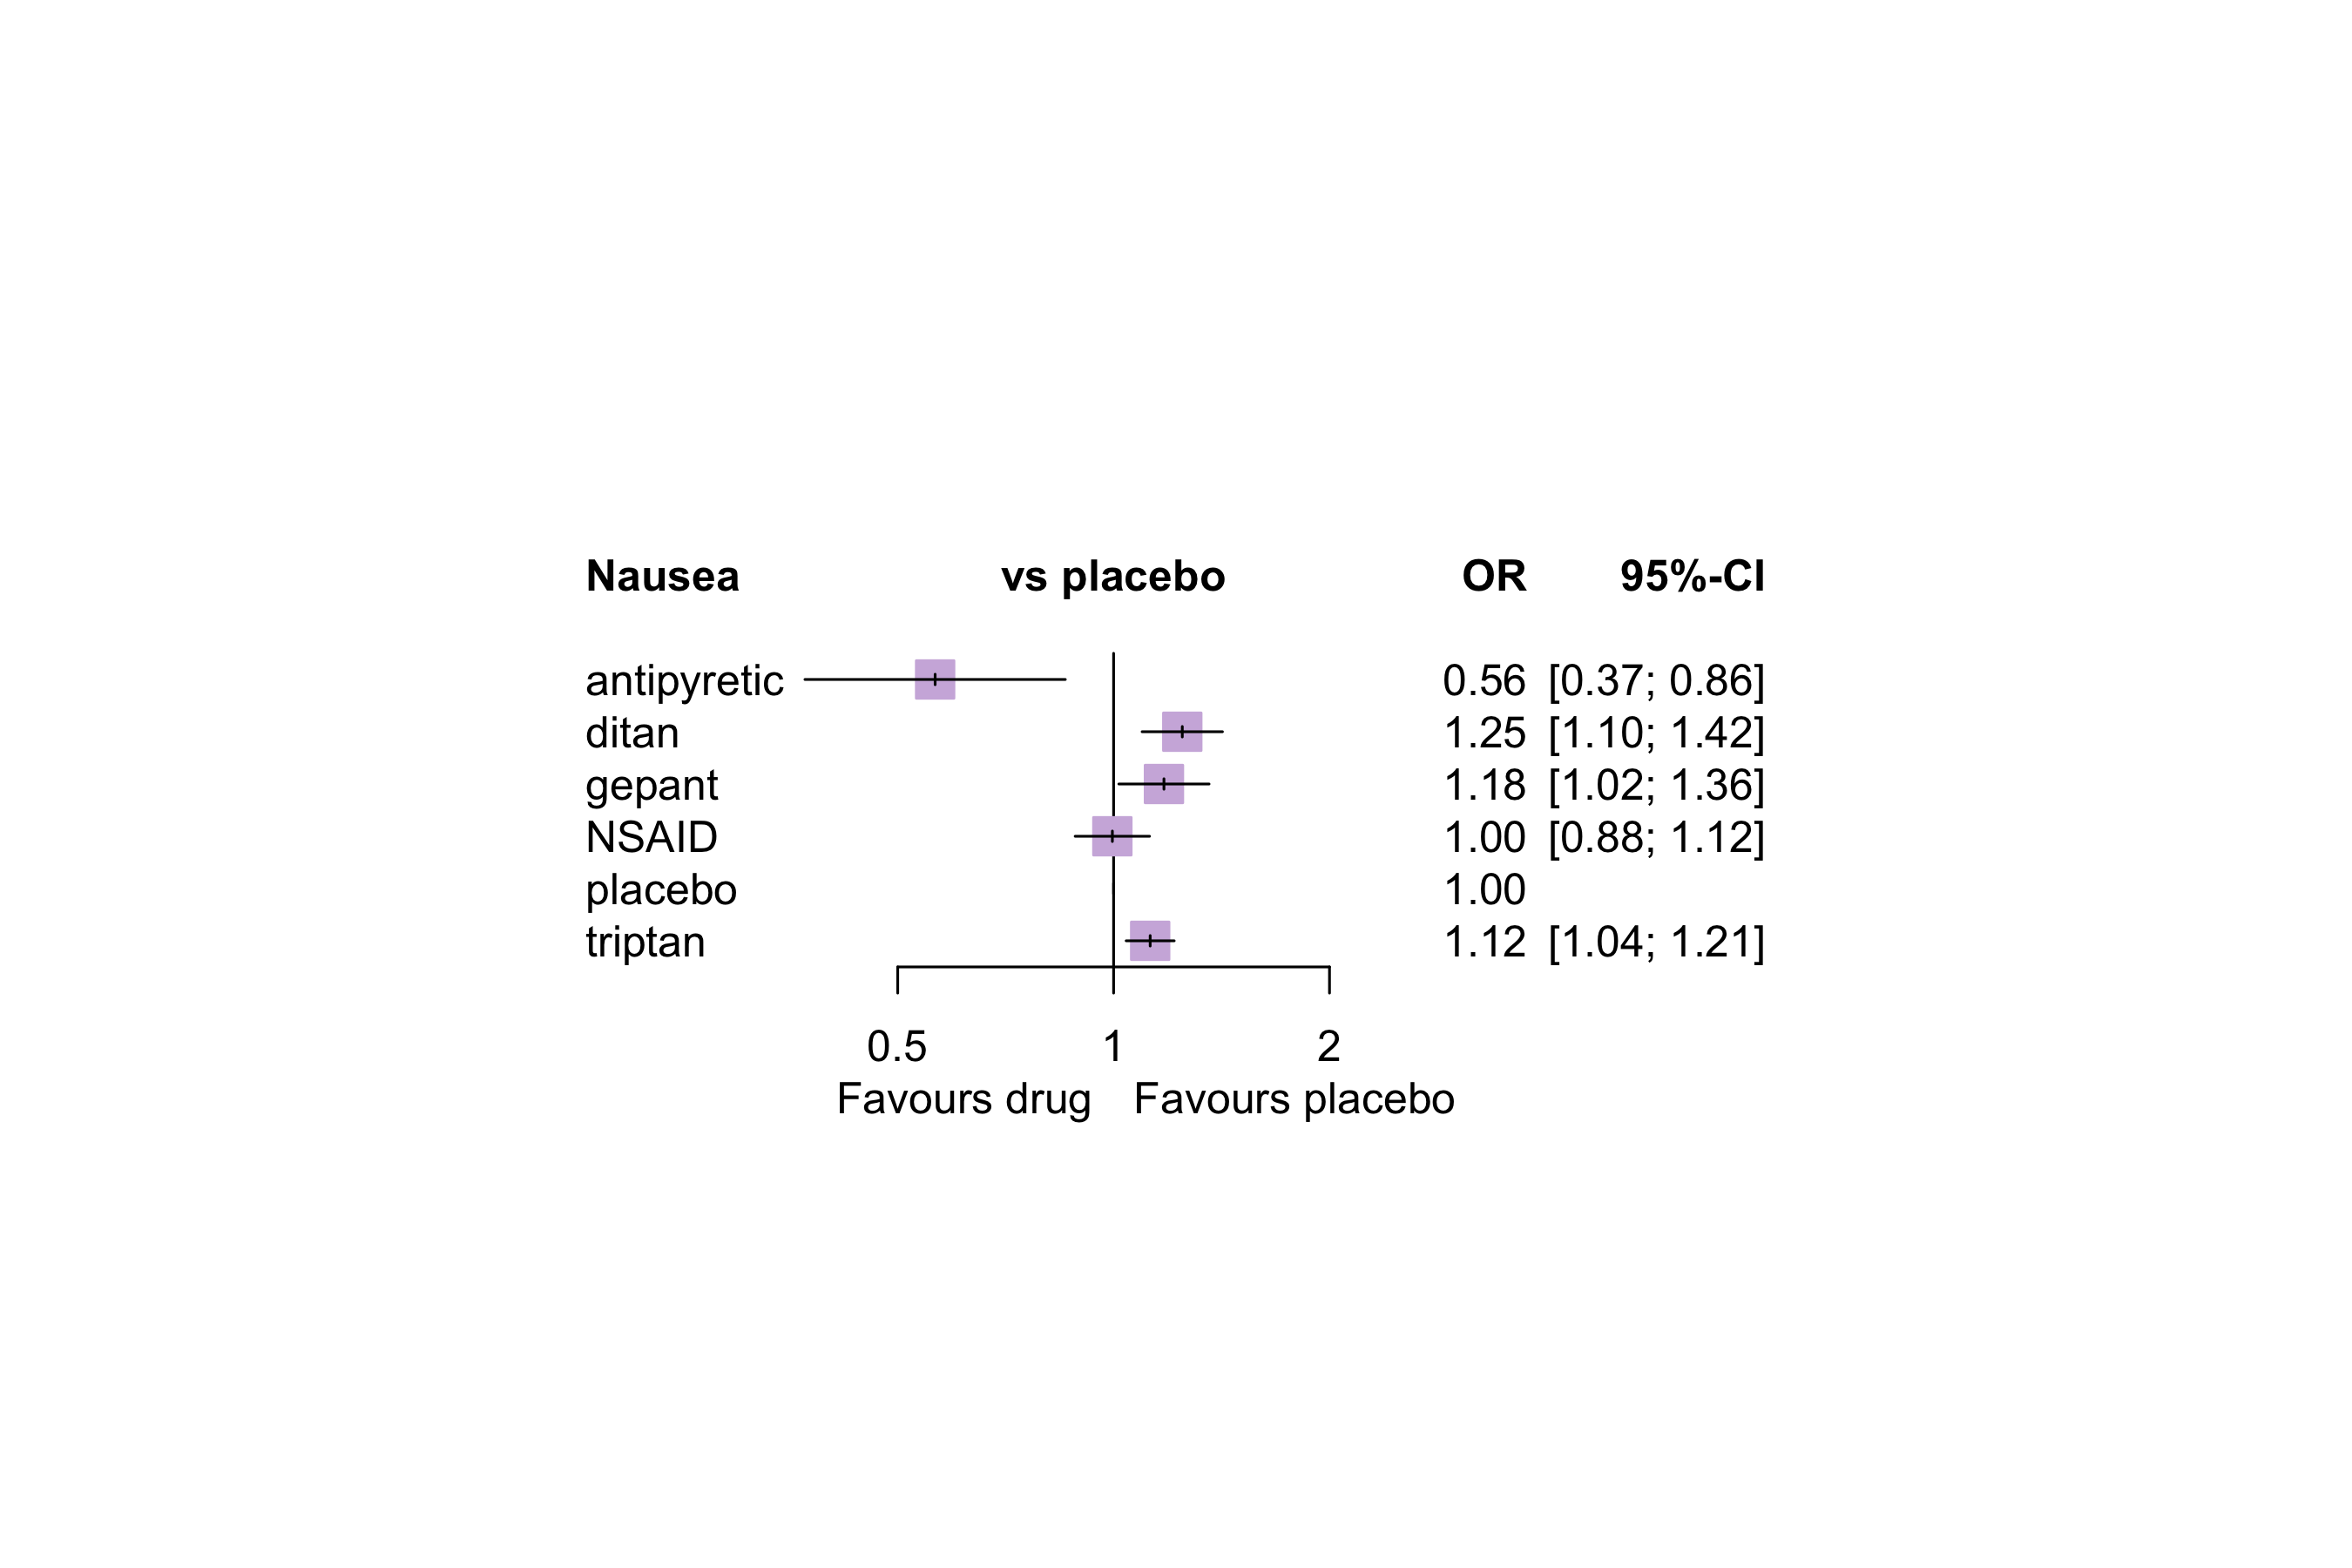 Nausea vs placebo OR 95%-CI
antipyretic 0.56 [0.37; 0.86]
ditan 1.25 [1.10; 1.42]
gepant 1.18 [1.02; 1.36]
NSAID 1.00 [0.88; 1.12]
placebo 1.00
triptan 1.12 [1.04; 1.21]
0.5 1 2
Favours drug Favours placebo